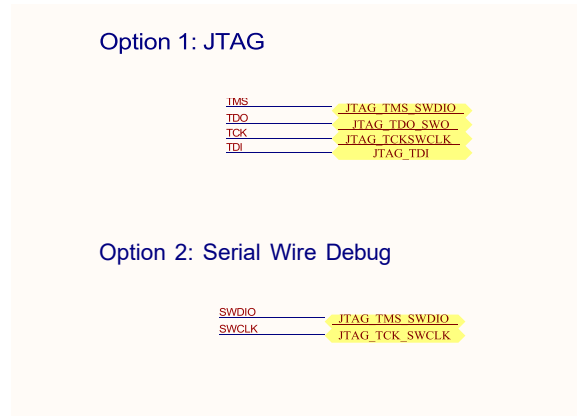 Option 1: JTAG
TMS JTAG_TMS_SWDIO
TDO JTAG_TDO_SWO
TCK JTAG_TCKSWCLK
TDI JTAG_TDI
Option 2: Serial Wire Debug
SWDIO JTAG_TMS_SWDIO
SWCLK JTAG_TCK_SWCLK